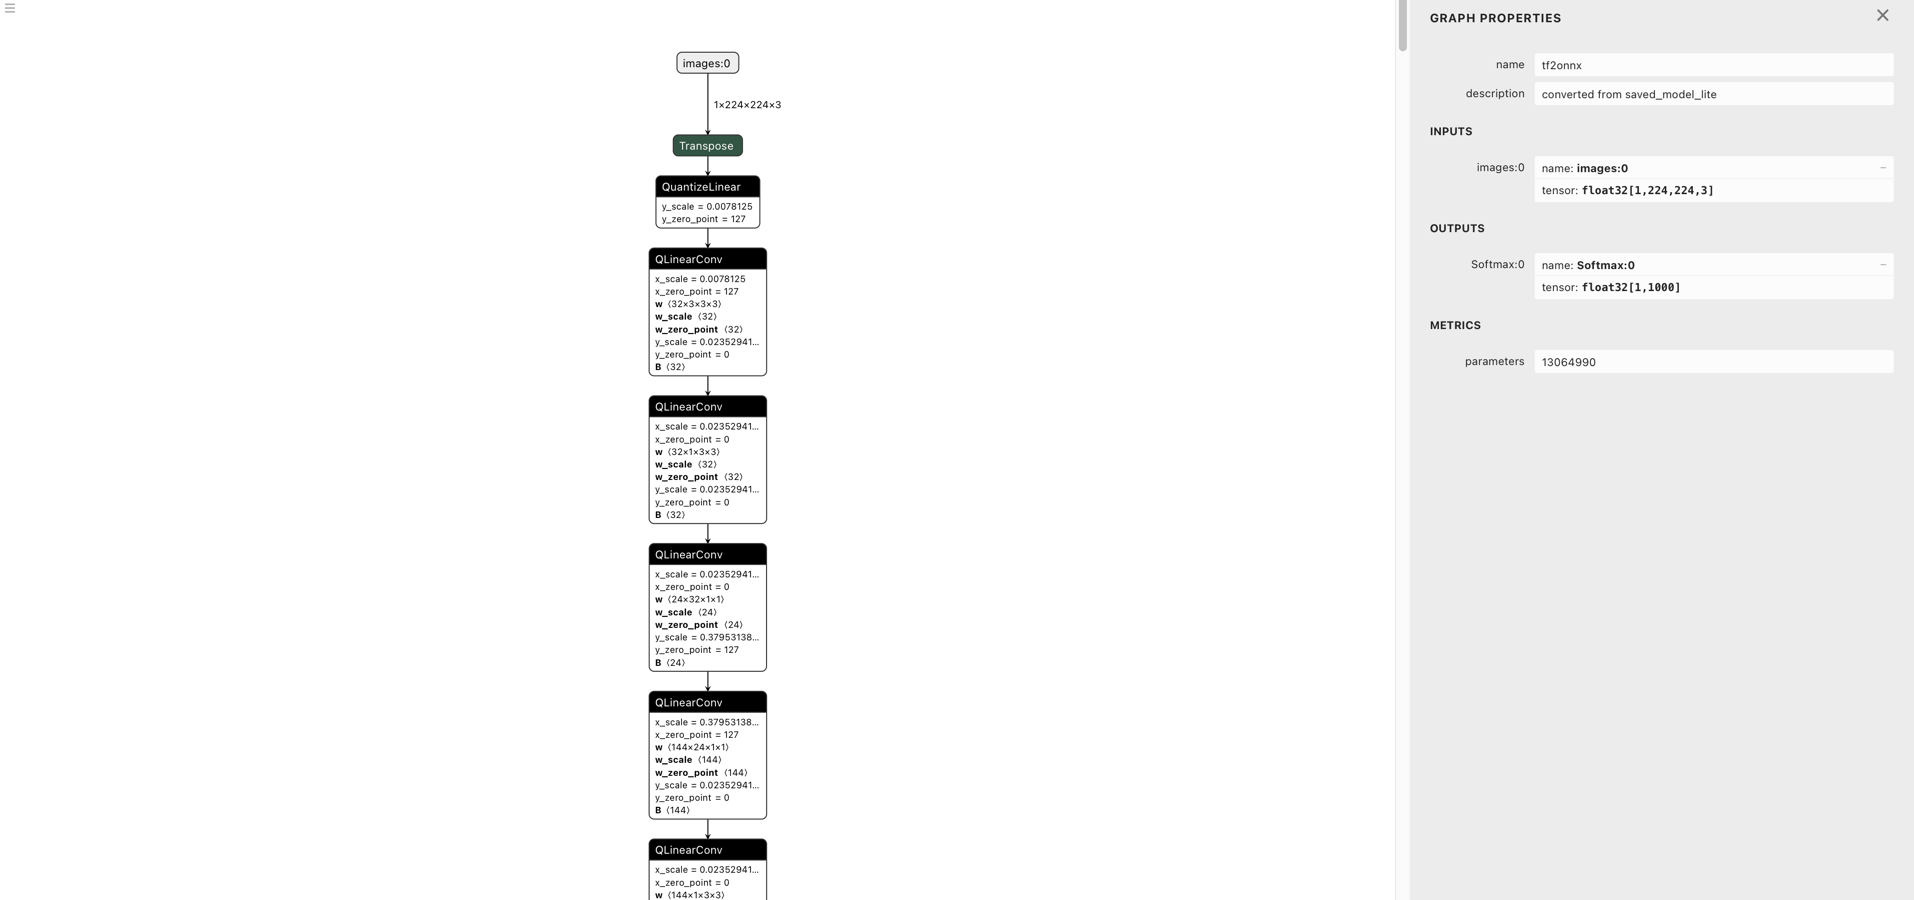 images:0
1×224×224×3
Transpose
QuantizeLinear
y_scale = 0.0078125
y_zero_point = 127
QLinearConv
x_scale = 0.0078125
x_zero_point = 127
w ⟨32×3×3×3⟩
w_scale ⟨32⟩
w_zero_point ⟨32⟩
y_scale = 0.02352941…
y_zero_point = 0
B ⟨32⟩
QLinearConv
x_scale = 0.02352941…
x_zero_point = 0
w ⟨32×1×3×3⟩
w_scale ⟨32⟩
w_zero_point ⟨32⟩
y_scale = 0.02352941…
y_zero_point = 0
B ⟨32⟩
QLinearConv
x_scale = 0.02352941…
x_zero_point = 0
w ⟨24×32×1×1⟩
w_scale ⟨24⟩
w_zero_point ⟨24⟩
y_scale = 0.37953138…
y_zero_point = 127
B ⟨24⟩
QLinearConv
x_scale = 0.37953138…
x_zero_point = 127
w ⟨144×24×1×1⟩
w_scale ⟨144⟩
w_zero_point ⟨144⟩
y_scale = 0.02352941…
y_zero_point = 0
B ⟨144⟩
QLinearConv
x_scale = 0.02352941…
x_zero_point = 0
w ⟨144×1×3×3⟩
GRAPH PROPERTIES
name tf2onnx
description converted from saved_model_lite
INPUTS
images:0 name: images:0
tensor: float32[1,224,224,3]
OUTPUTS
Softmax:0 name: Softmax:0
tensor: float32[1,1000]
METRICS
parameters 13064990